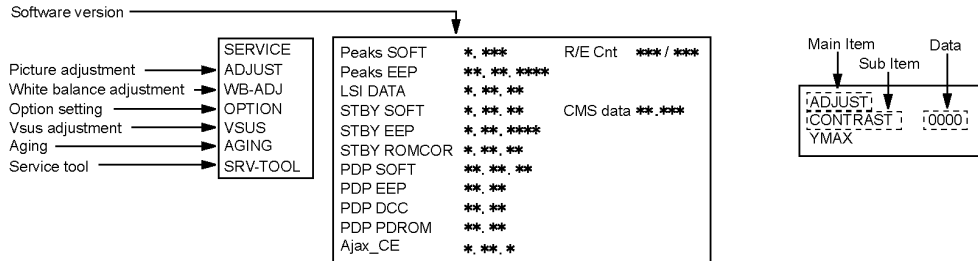 Software version
SERVICE
Picture adjustment ADJUST
White balance adjustment WB-ADJ
Option setting OPTION
Vsus adjustment VSUS
Aging AGING
Service tool SRV-TOOL
Peaks SOFT *. *** R/E Cnt *** / ***
Peaks EEP **. **. ****
LSI DATA *. **. **
STBY SOFT *. **. ** CMS data **.***
STBY EEP *. **. ****
STBY ROMCOR *. **. **
PDP SOFT **. **. **
PDP EEP **. **
PDP DCC **. **
PDP PDROM **. **
Ajax_CE *. **. *
Main Item Data
Sub Item
ADJUST
CONTRAST 0000
YMAX